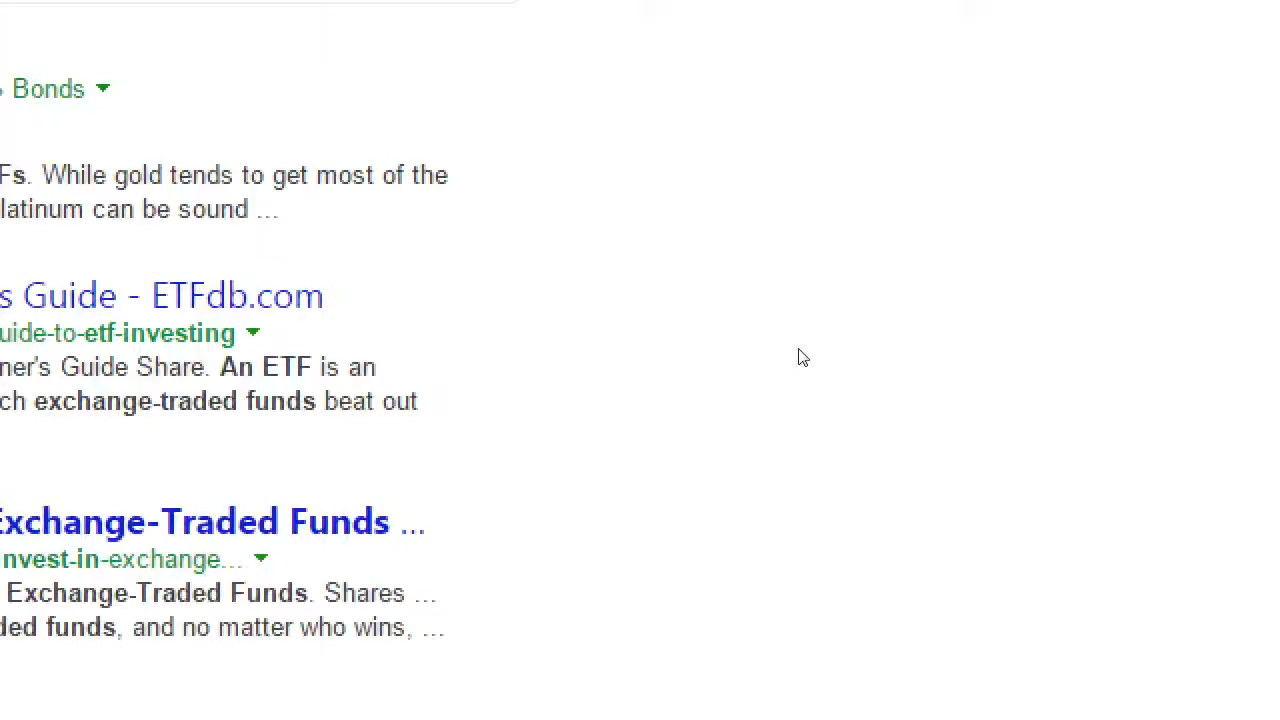 Bonds
Fs. While gold tends to get most of the
latinum can be sound ...
s Guide - ETFdb.com
uide-to-etf-investing
ner's Guide Share. An ETF is an
ch exchange-traded funds beat out
Exchange-Traded Funds ...
nvest-in-exchange...
Exchange-Traded Funds. Shares ...
ded funds, and no matter who wins, ...